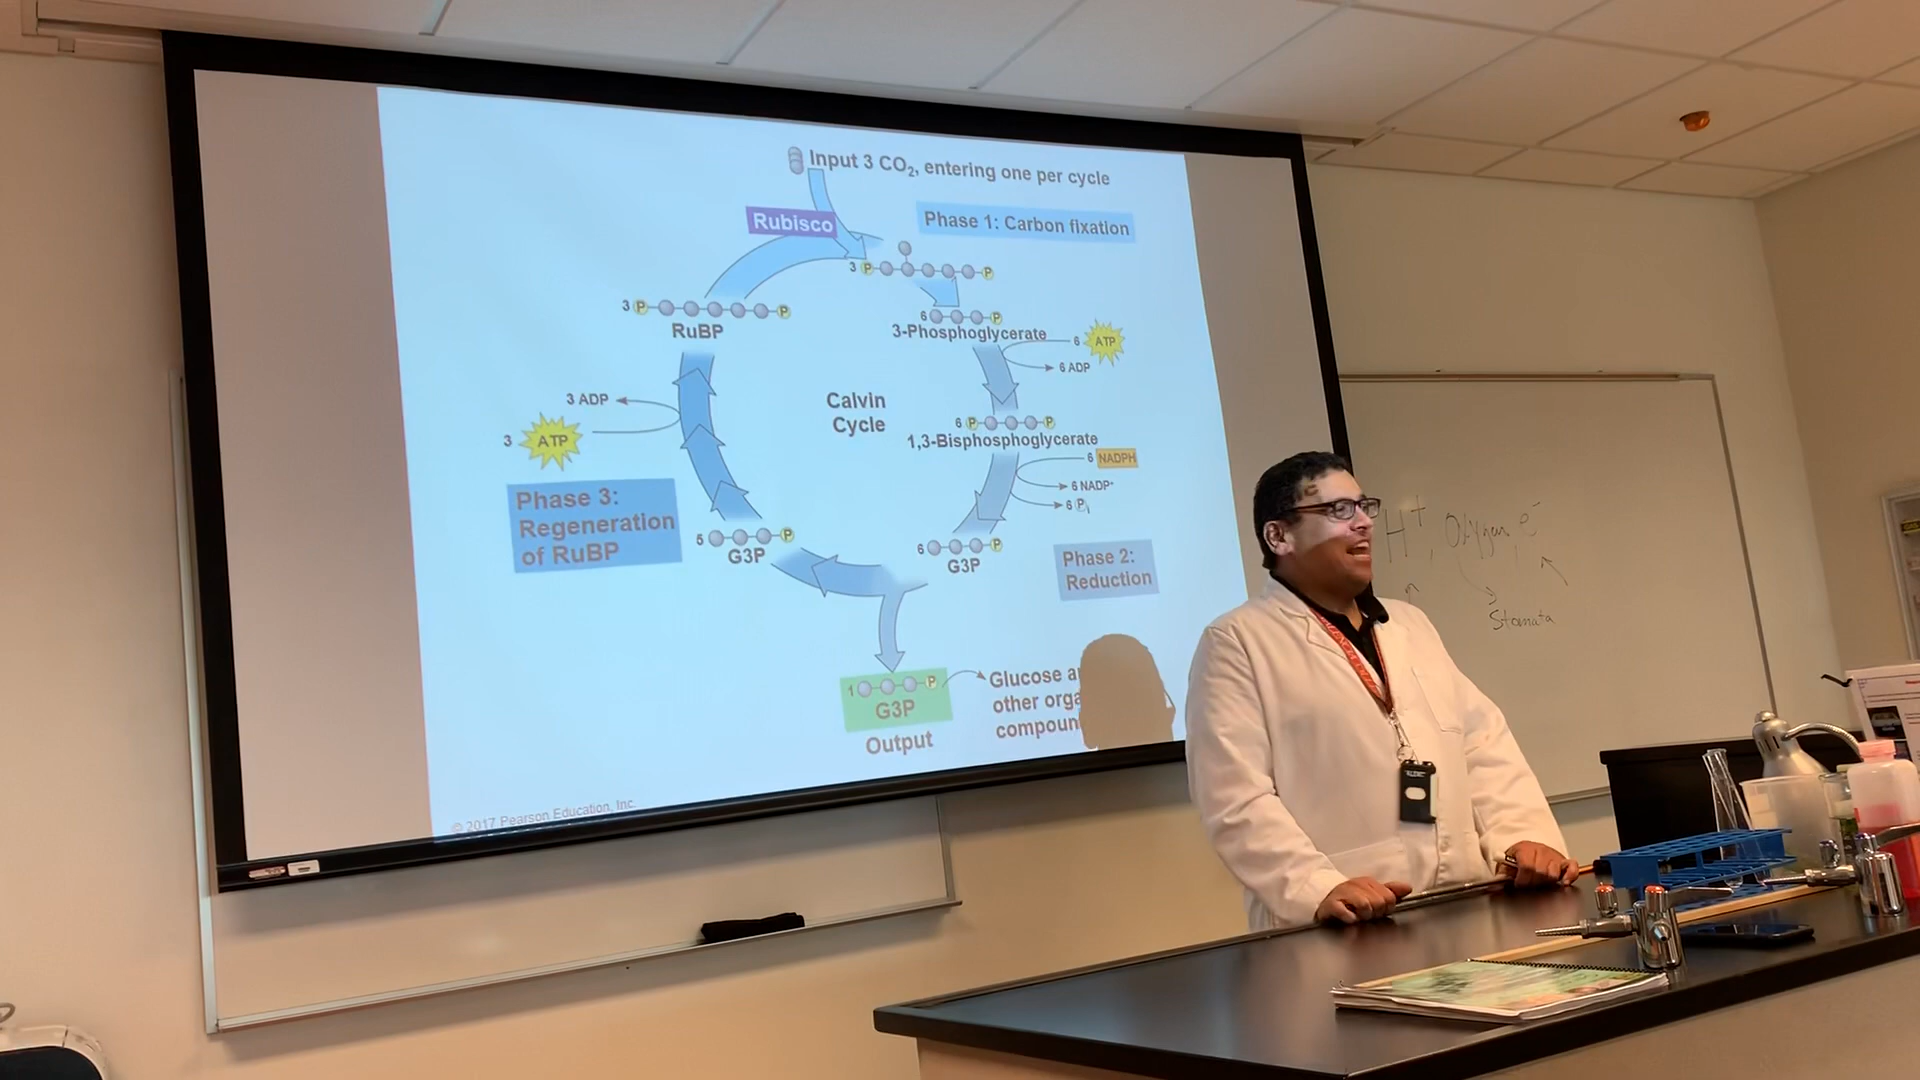 Input 3 CO₂, entering one per cycle
Rubisco
Phase 1: Carbon fixation
3 P P
3 P P
RuBP
6 P
3-Phosphoglycerate
6 ATP
6 ADP
3 ADP
3 ATP
Calvin
Cycle
6 P P
1,3-Bisphosphoglycerate
6 NADPH
6 NADP⁺
6 Pᵢ
Phase 3:
Regeneration
of RuBP
5 P
G3P
6 P
G3P
Phase 2:
Reduction
1 P
G3P
Output
Glucose a
other orga
compoun
© 2017 Pearson Education, Inc.
H⁺, Oxygen e⁻
Stomata
VALENCIA COLLEGE